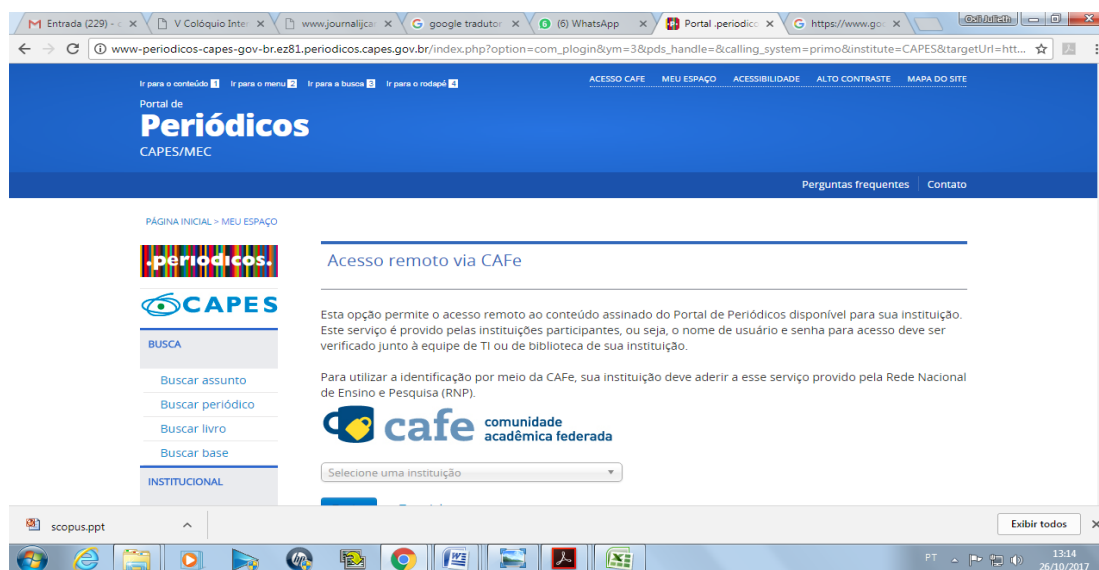 Entrada (229) -
V Colóquio Inter
www.journalijcas
google tradutor
(6) WhatsApp
Portal .periodico
https://www.goo
www-periodicos-capes-gov-br.ez81.periodicos.capes.gov.br/index.php?option=com_plogin&ym=3&pds_handle=&calling_system=primo&institute=CAPES&targetUrl=htt...
Ir para o conteúdo 1 Ir para o menu 2 Ir para a busca 3 Ir para o rodapé 4
ACESSO CAFE MEU ESPAÇO ACESSIBILIDADE ALTO CONTRASTE MAPA DO SITE
Portal de
Periódicos
CAPES/MEC
Perguntas frequentes Contato
PÁGINA INICIAL > MEU ESPAÇO
.periodicos.
CAPES
BUSCA
Buscar assunto
Buscar periódico
Buscar livro
Buscar base
INSTITUCIONAL
Acesso remoto via CAFe
Esta opção permite o acesso remoto ao conteúdo assinado do Portal de Periódicos disponível para sua instituição.
Este serviço é provido pelas instituições participantes, ou seja, o nome de usuário e senha para acesso deve ser
verificado junto à equipe de TI ou de biblioteca de sua instituição.
Para utilizar a identificação por meio da CAFe, sua instituição deve aderir a esse serviço provido pela Rede Nacional
de Ensino e Pesquisa (RNP).
cafe comunidade
acadêmica federada
Selecione uma instituição
scopus.ppt
Exibir todos
PT
13:14
26/10/2017